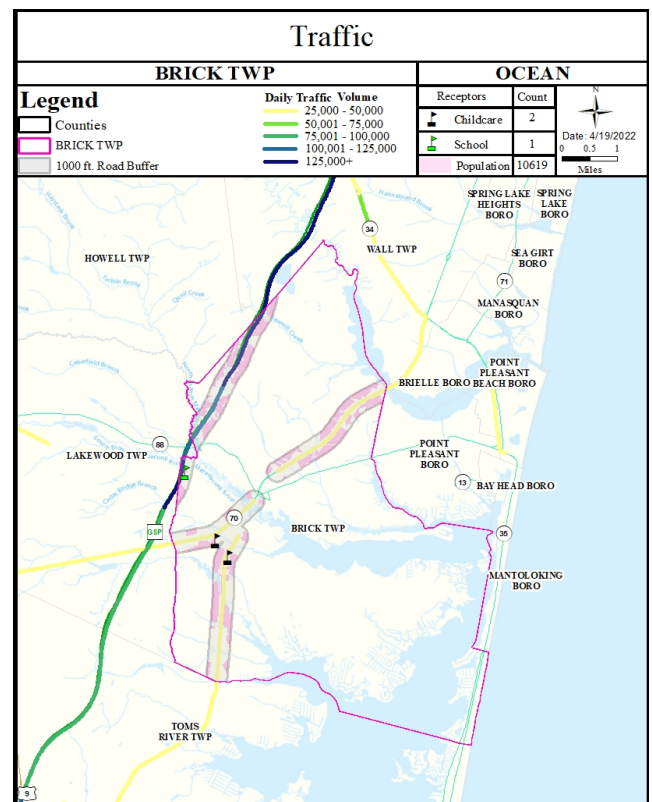 Traffic
BRICK TWP
OCEAN
Legend
Counties
BRICK TWP
1000 ft. Road Buffer
Daily Traffic Volume
25,000 - 50,000
50,001 - 75,000
75,001 - 100,000
100,001 - 125,000
125,000+
Receptors Count
Childcare 2
School 1
Population 10619
N
Date: 4/19/2022
0 0.5 1
Miles
SPRING LAKE
HEIGHTS
BORO
SPRING
LAKE
BORO
34
WALL TWP
HOWELL TWP
SEA GIRT
BORO
71
MANASQUAN
BORO
POINT
PLEASANT
BEACH BORO
BRIELLE BORO
88
LAKEWOOD TWP
POINT
PLEASANT
BORO
13
BAY HEAD BORO
70
BRICK TWP
GSP
35
MANTOLOKING
BORO
TOMS
RIVER TWP
9